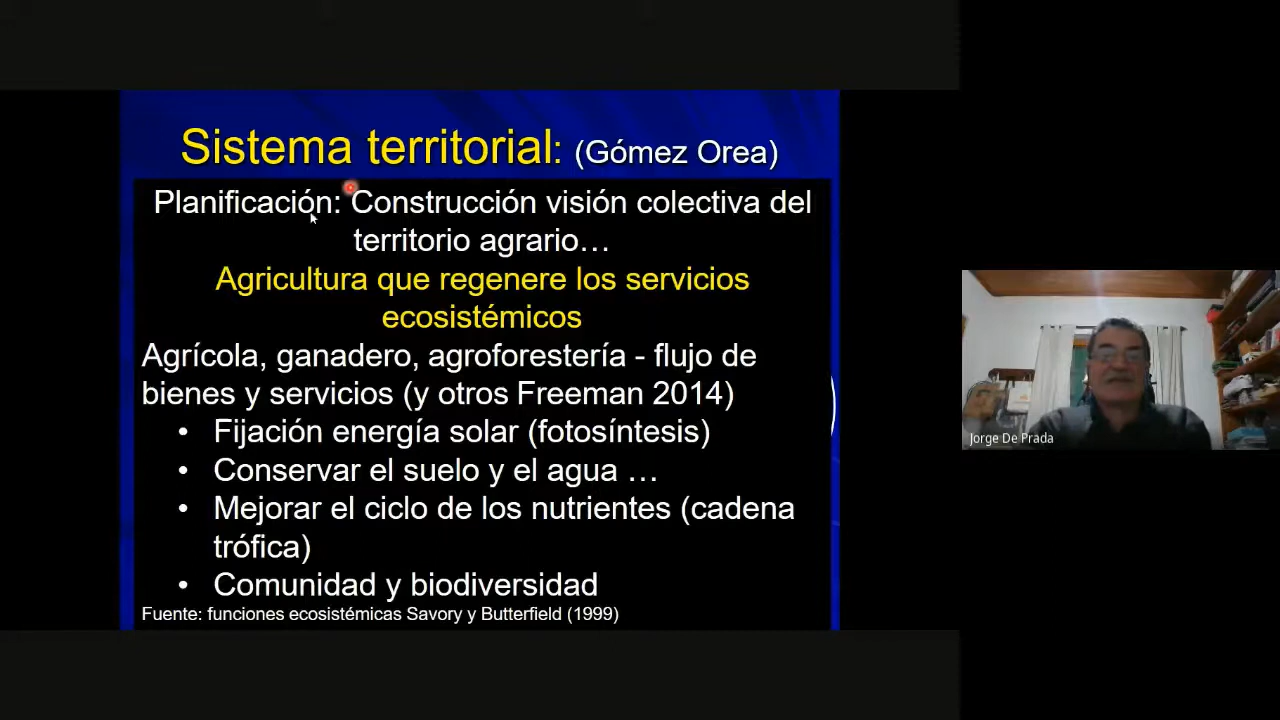 Sistema territorial: (Gómez Orea)
Planificación: Construcción visión colectiva del
territorio agrario…
Agricultura que regenere los servicios
ecosistémicos
Agrícola, ganadero, agroforestería - flujo de
bienes y servicios (y otros Freeman 2014)
• Fijación energía solar (fotosíntesis)
• Conservar el suelo y el agua …
• Mejorar el ciclo de los nutrientes (cadena
trófica)
• Comunidad y biodiversidad
Fuente: funciones ecosistémicas Savory y Butterfield (1999)
Jorge De Prada